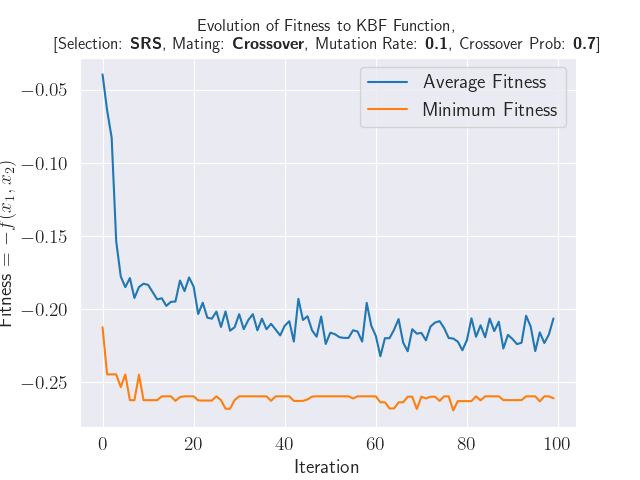 Evolution of Fitness to KBF Function,
[Selection: SRS, Mating: Crossover, Mutation Rate: 0.1, Crossover Prob: 0.7]
Average Fitness
Minimum Fitness
Fitness = −f(x₁, x₂)
−0.05
−0.10
−0.15
−0.20
−0.25
0 20 40 60 80 100
Iteration